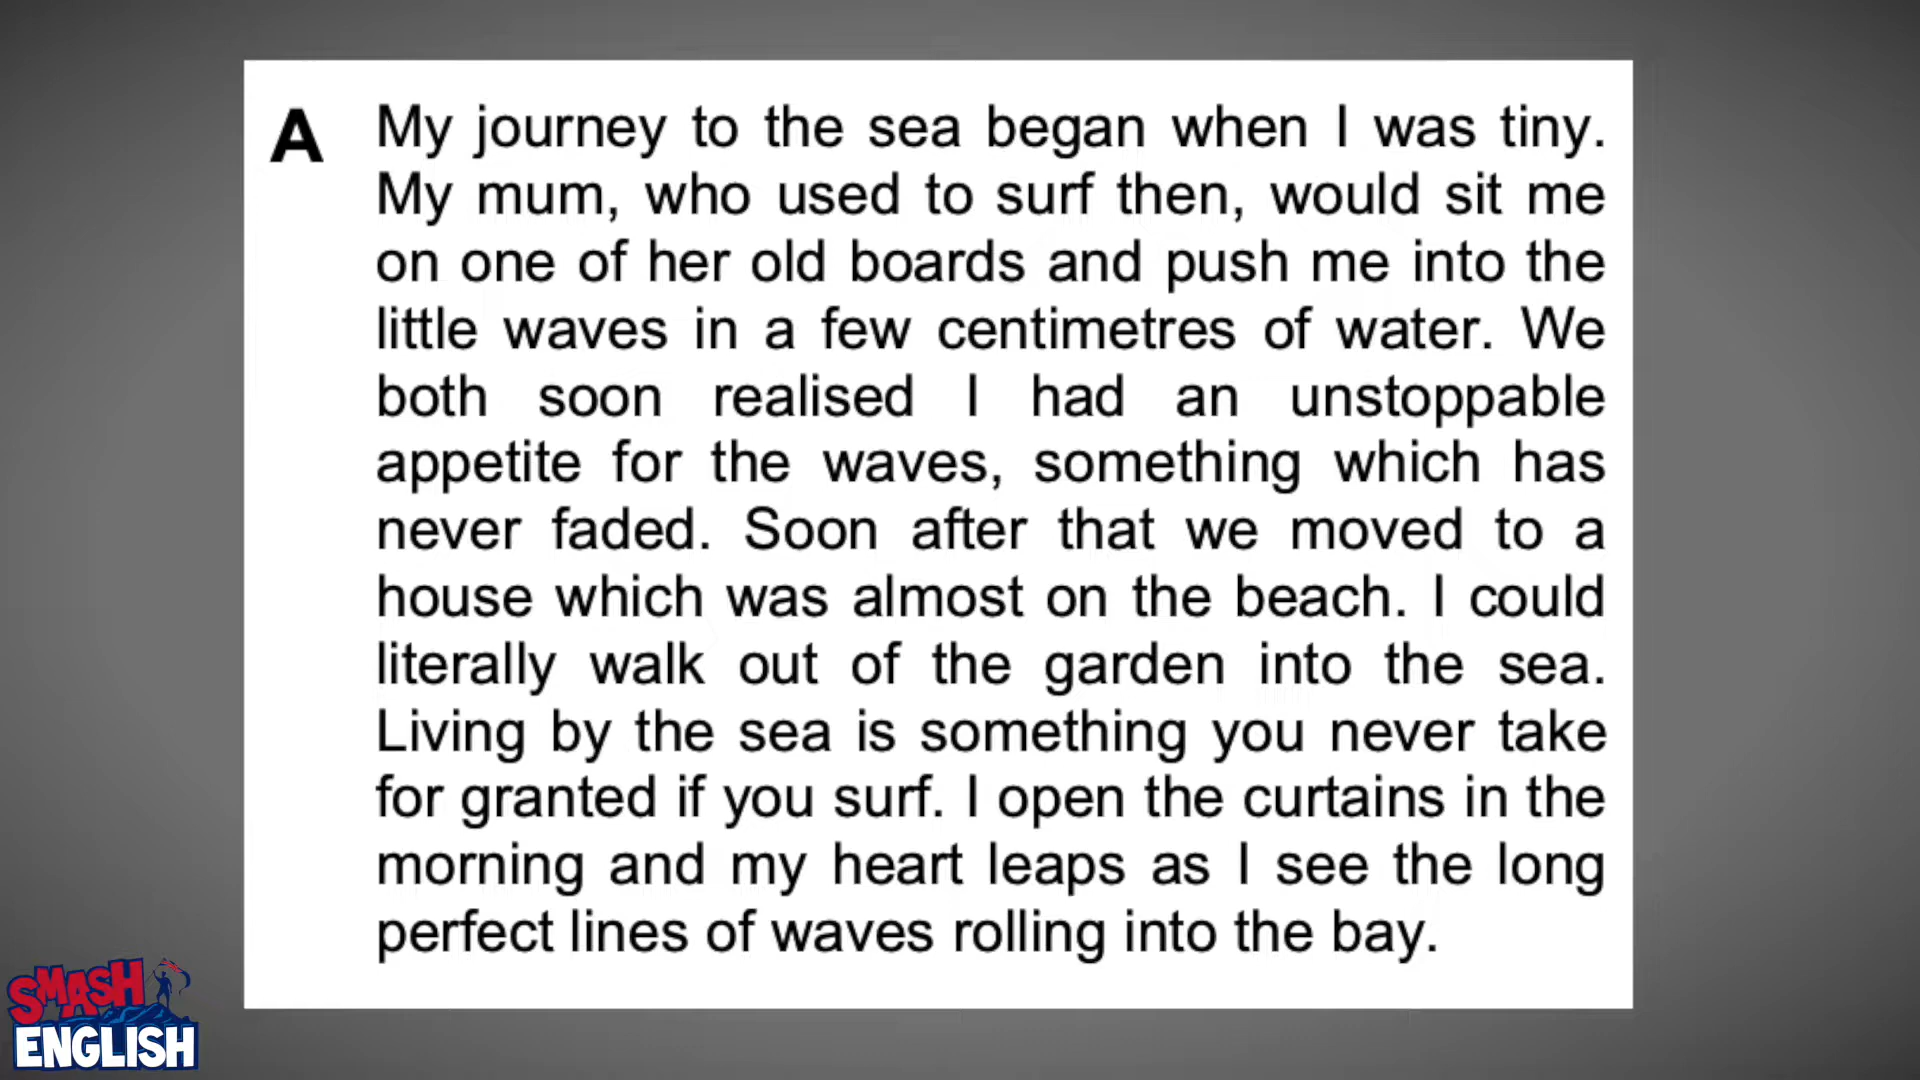 A My journey to the sea began when I was tiny.
My mum, who used to surf then, would sit me
on one of her old boards and push me into the
little waves in a few centimetres of water. We
both soon realised I had an unstoppable
appetite for the waves, something which has
never faded. Soon after that we moved to a
house which was almost on the beach. I could
literally walk out of the garden into the sea.
Living by the sea is something you never take
for granted if you surf. I open the curtains in the
morning and my heart leaps as I see the long
perfect lines of waves rolling into the bay.
SMASH
ENGLISH